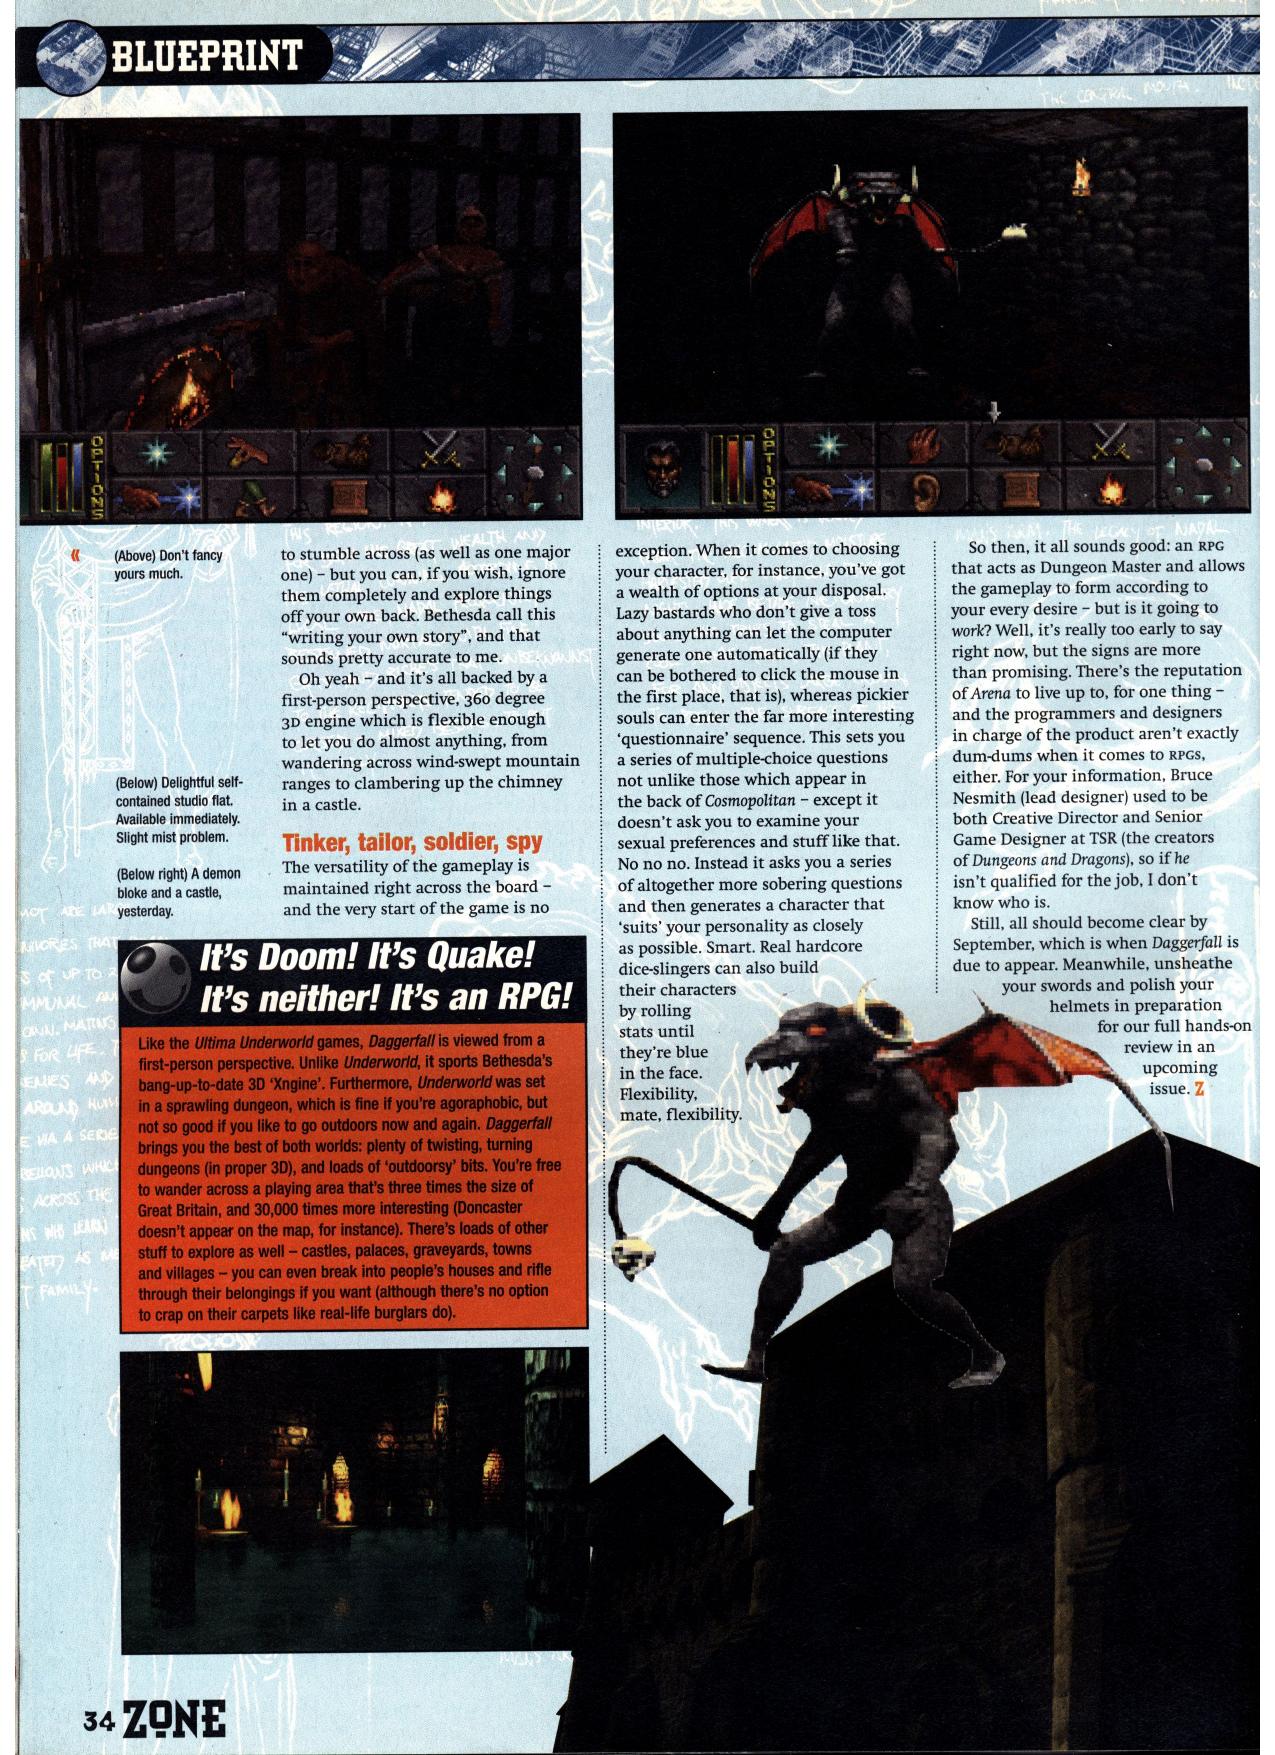 BLUEPRINT
OPTIONS
OPTIONS
(Above) Don't fancy
yours much.
(Below) Delightful self-
contained studio flat.
Available immediately.
Slight mist problem.
(Below right) A demon
bloke and a castle,
yesterday.
to stumble across (as well as one major
one) – but you can, if you wish, ignore
them completely and explore things
off your own back. Bethesda call this
"writing your own story", and that
sounds pretty accurate to me.
Oh yeah – and it's all backed by a
first-person perspective, 360 degree
3D engine which is flexible enough
to let you do almost anything, from
wandering across wind-swept mountain
ranges to clambering up the chimney
in a castle.
Tinker, tailor, soldier, spy
The versatility of the gameplay is
maintained right across the board –
and the very start of the game is no
exception. When it comes to choosing
your character, for instance, you've got
a wealth of options at your disposal.
Lazy bastards who don't give a toss
about anything can let the computer
generate one automatically (if they
can be bothered to click the mouse in
the first place, that is), whereas pickier
souls can enter the far more interesting
'questionnaire' sequence. This sets you
a series of multiple-choice questions
not unlike those which appear in
the back of Cosmopolitan – except it
doesn't ask you to examine your
sexual preferences and stuff like that.
No no no. Instead it asks you a series
of altogether more sobering questions
and then generates a character that
'suits' your personality as closely
as possible. Smart. Real hardcore
dice-slingers can also build
their characters
by rolling
stats until
they're blue
in the face.
Flexibility,
mate, flexibility.
So then, it all sounds good: an RPG
that acts as Dungeon Master and allows
the gameplay to form according to
your every desire – but is it going to
work? Well, it's really too early to say
right now, but the signs are more
than promising. There's the reputation
of Arena to live up to, for one thing –
and the programmers and designers
in charge of the product aren't exactly
dum-dums when it comes to RPGS,
either. For your information, Bruce
Nesmith (lead designer) used to be
both Creative Director and Senior
Game Designer at TSR (the creators
of Dungeons and Dragons), so if he
isn't qualified for the job, I don't
know who is.
Still, all should become clear by
September, which is when Daggerfall is
due to appear. Meanwhile, unsheathe
your swords and polish your
helmets in preparation
for our full hands-on
review in an
upcoming
issue. Z
It's Doom! It's Quake!
It's neither! It's an RPG!
Like the Ultima Underworld games, Daggerfall is viewed from a
first-person perspective. Unlike Underworld, it sports Bethesda's
bang-up-to-date 3D 'Xngine'. Furthermore, Underworld was set
in a sprawling dungeon, which is fine if you're agoraphobic, but
not so good if you like to go outdoors now and again. Daggerfall
brings you the best of both worlds: plenty of twisting, turning
dungeons (in proper 3D), and loads of 'outdoorsy' bits. You're free
to wander across a playing area that's three times the size of
Great Britain, and 30,000 times more interesting (Doncaster
doesn't appear on the map, for instance). There's loads of other
stuff to explore as well – castles, palaces, graveyards, towns
and villages – you can even break into people's houses and rifle
through their belongings if you want (although there's no option
to crap on their carpets like real-life burglars do).
34 ZONE